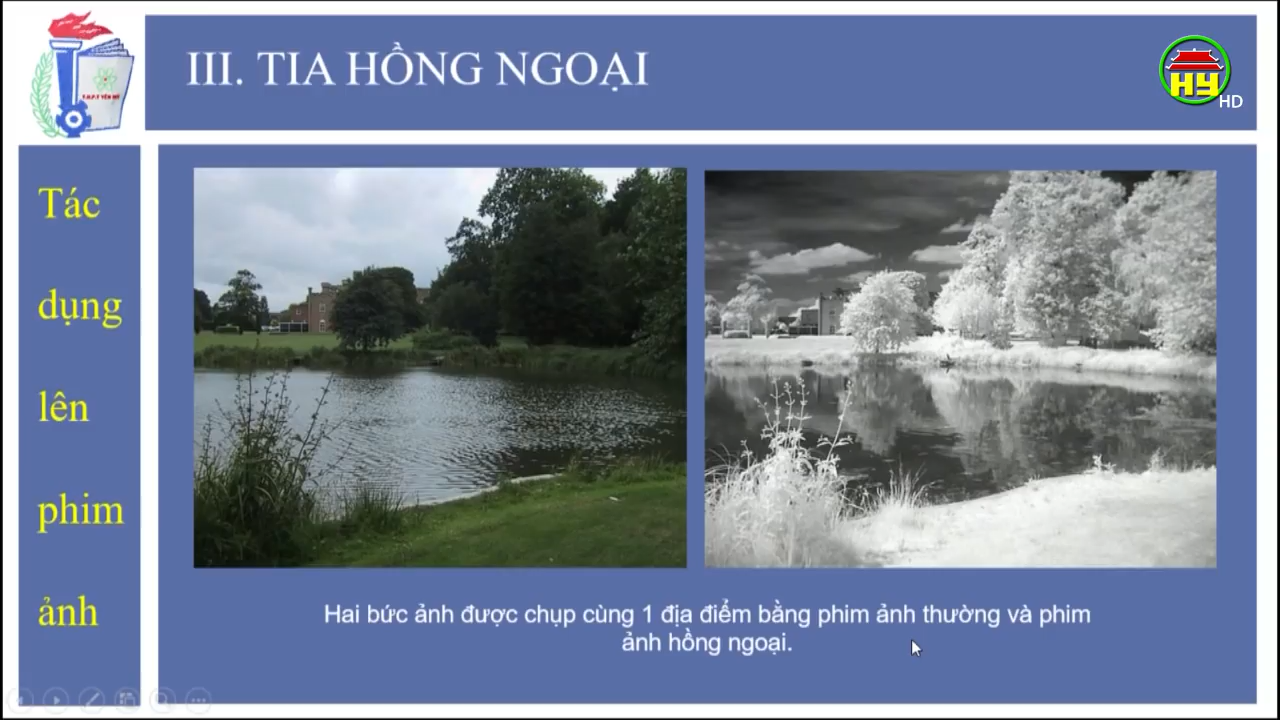 III. TIA HỒNG NGOẠI
HY
HD
Tác
dụng
lên
phim
ảnh
Hai bức ảnh được chụp cùng 1 địa điểm bằng phim ảnh thường và phim
ảnh hồng ngoại.